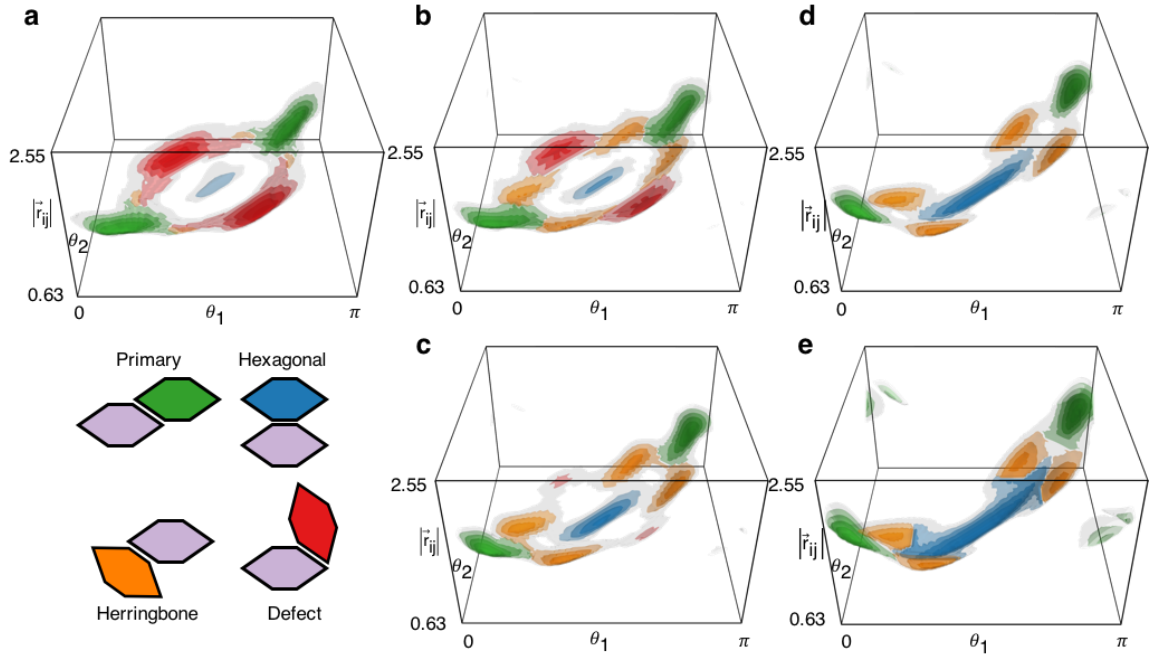 a
2.55
|r⃗ij|
θ2
0.63
0
θ1
π
b
2.55
|r⃗ij|
θ2
0.63
0
θ1
π
d
2.55
|r⃗ij|
θ2
0.63
0
θ1
π
Primary
Hexagonal
Herringbone
Defect
c
2.55
|r⃗ij|
θ2
0.63
0
θ1
π
e
2.55
|r⃗ij|
θ2
0.63
0
θ1
π